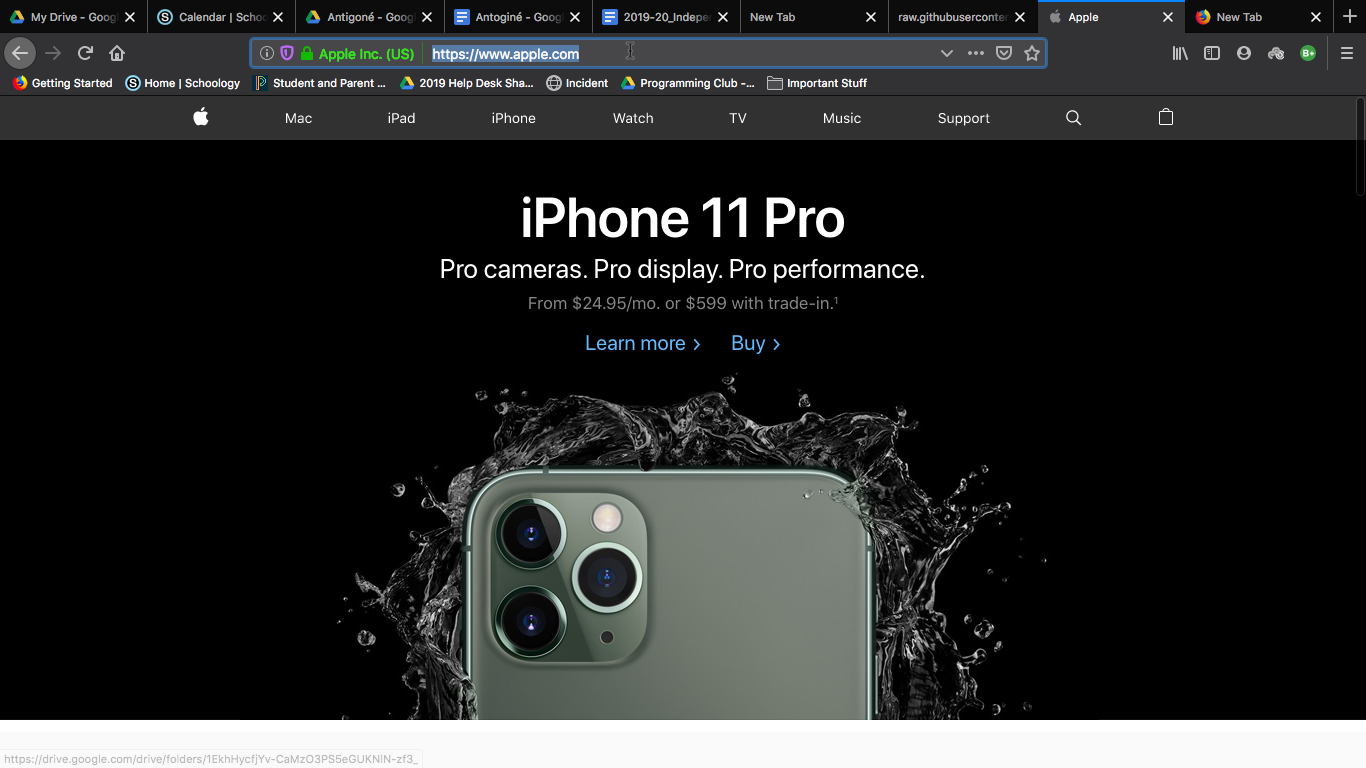 My Drive - Goog
Calendar | Schoo
Antigoné - Goog
Antoginé - Goog
2019-20_Indepe
New Tab
raw.githubuserconter
Apple
New Tab
Apple Inc. (US)
https://www.apple.com
B+
Getting Started
Home | Schoology
Student and Parent ...
2019 Help Desk Sha...
Incident
Programming Club -...
Important Stuff
Mac
iPad
iPhone
Watch
TV
Music
Support
iPhone 11 Pro
Pro cameras. Pro display. Pro performance.
From $24.95/mo. or $599 with trade-in.¹
Learn more >
Buy >
https://drive.google.com/drive/folders/1EkhHycfjYv-CaMzO3PS5eGUKNlN-zf3_